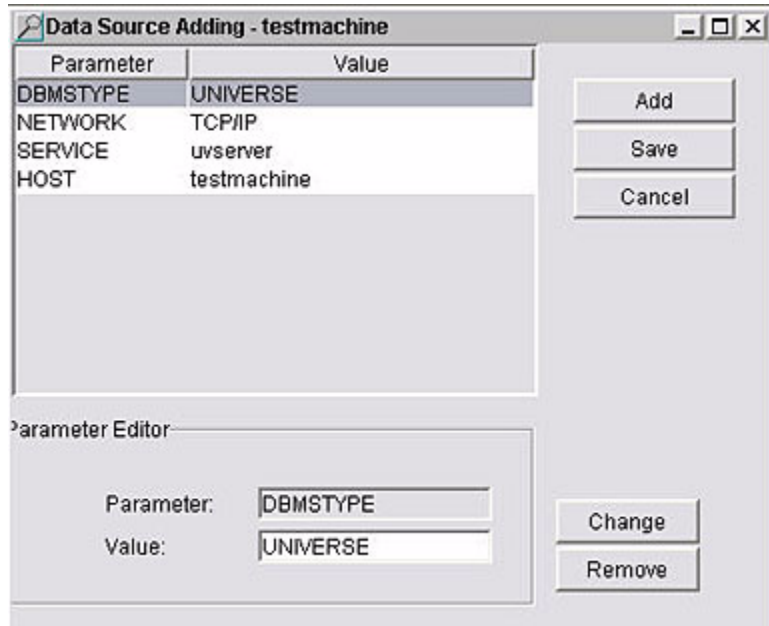 Data Source Adding - testmachine
Parameter Value
DBMSTYPE UNIVERSE
NETWORK TCP/IP
SERVICE uvserver
HOST testmachine
Add
Save
Cancel
Parameter Editor
Parameter: DBMSTYPE
Value: UNIVERSE
Change
Remove